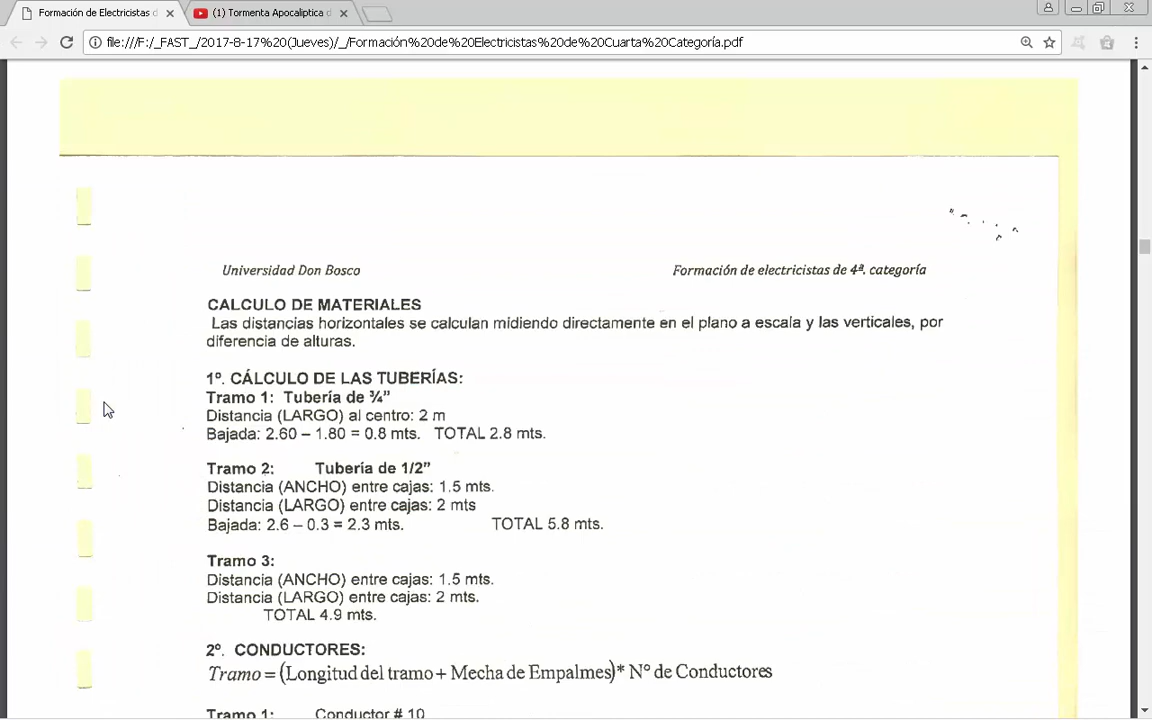 Formación de Electricistas d
(1) Tormenta Apocaliptica d
file:///F:/_FAST_/2017-8-17%20(Jueves)/_/Formación%20de%20Electricistas%20de%20Cuarta%20Categoría.pdf
Universidad Don Bosco Formación de electricistas de 4ª. categoría
CALCULO DE MATERIALES
Las distancias horizontales se calculan midiendo directamente en el plano a escala y las verticales, por
diferencia de alturas.
1º. CÁLCULO DE LAS TUBERÍAS:
Tramo 1: Tubería de ¾”
Distancia (LARGO) al centro: 2 m
Bajada: 2.60 – 1.80 = 0.8 mts. TOTAL 2.8 mts.
Tramo 2: Tubería de 1/2”
Distancia (ANCHO) entre cajas: 1.5 mts.
Distancia (LARGO) entre cajas: 2 mts
Bajada: 2.6 – 0.3 = 2.3 mts. TOTAL 5.8 mts.
Tramo 3:
Distancia (ANCHO) entre cajas: 1.5 mts.
Distancia (LARGO) entre cajas: 2 mts.
TOTAL 4.9 mts.
2º. CONDUCTORES:
Tramo = (Longitud del tramo + Mecha de Empalmes)* N° de Conductores
Tramo 1: Conductor # 10